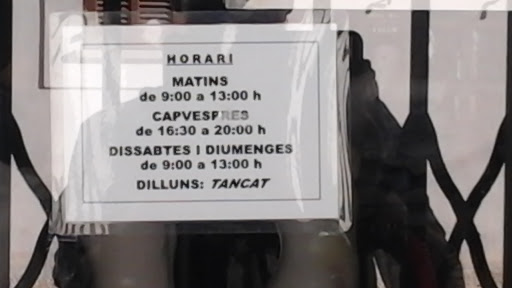 HORARI
MATINS
de 9:00 a 13:00 h
CAPVESPRES
de 16:30 a 20:00 h
DISSABTES I DIUMENGES
de 9:00 a 13:00 h
DILLUNS: TANCAT